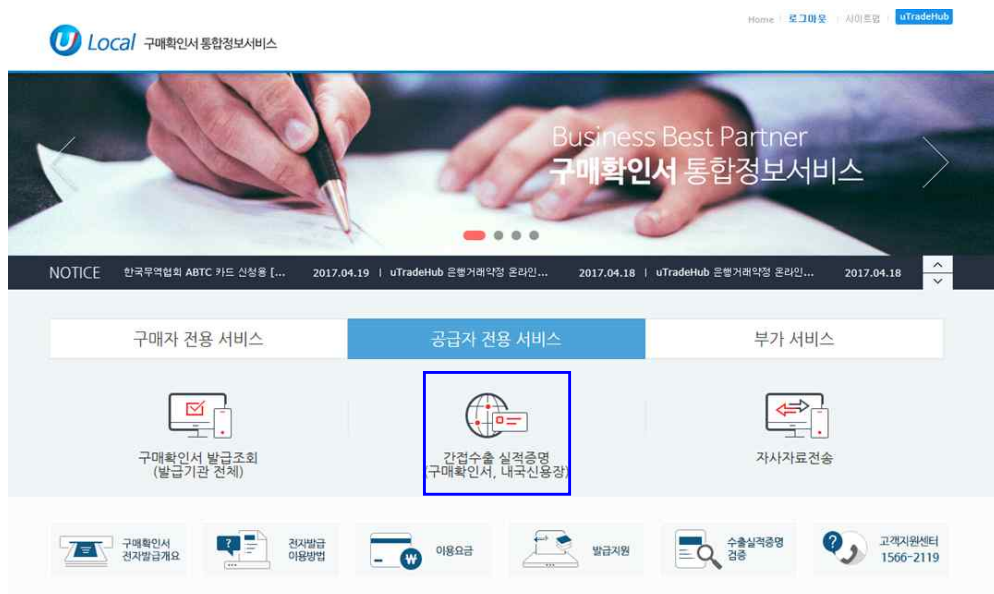 Home 로그아웃 사이트맵 uTradeHub
U Local 구매확인서 통합정보서비스
Business Best Partner
구매확인서 통합정보서비스
NOTICE 한국무역협회 ABTC 카드 신청용 [... 2017.04.19 | uTradeHub 은행거래약정 온라인... 2017.04.18 | uTradeHub 은행거래약정 온라인... 2017.04.18
구매자 전용 서비스 공급자 전용 서비스 부가 서비스
구매확인서 발급조회
(발급기관 전체)
간접수출 실적증명
(구매확인서, 내국신용장)
자사자료전송
구매확인서
전자발급개요
전자발급
이용방법
이용요금
발급지원
수출실적증명
검증
고객지원센터
1566-2119